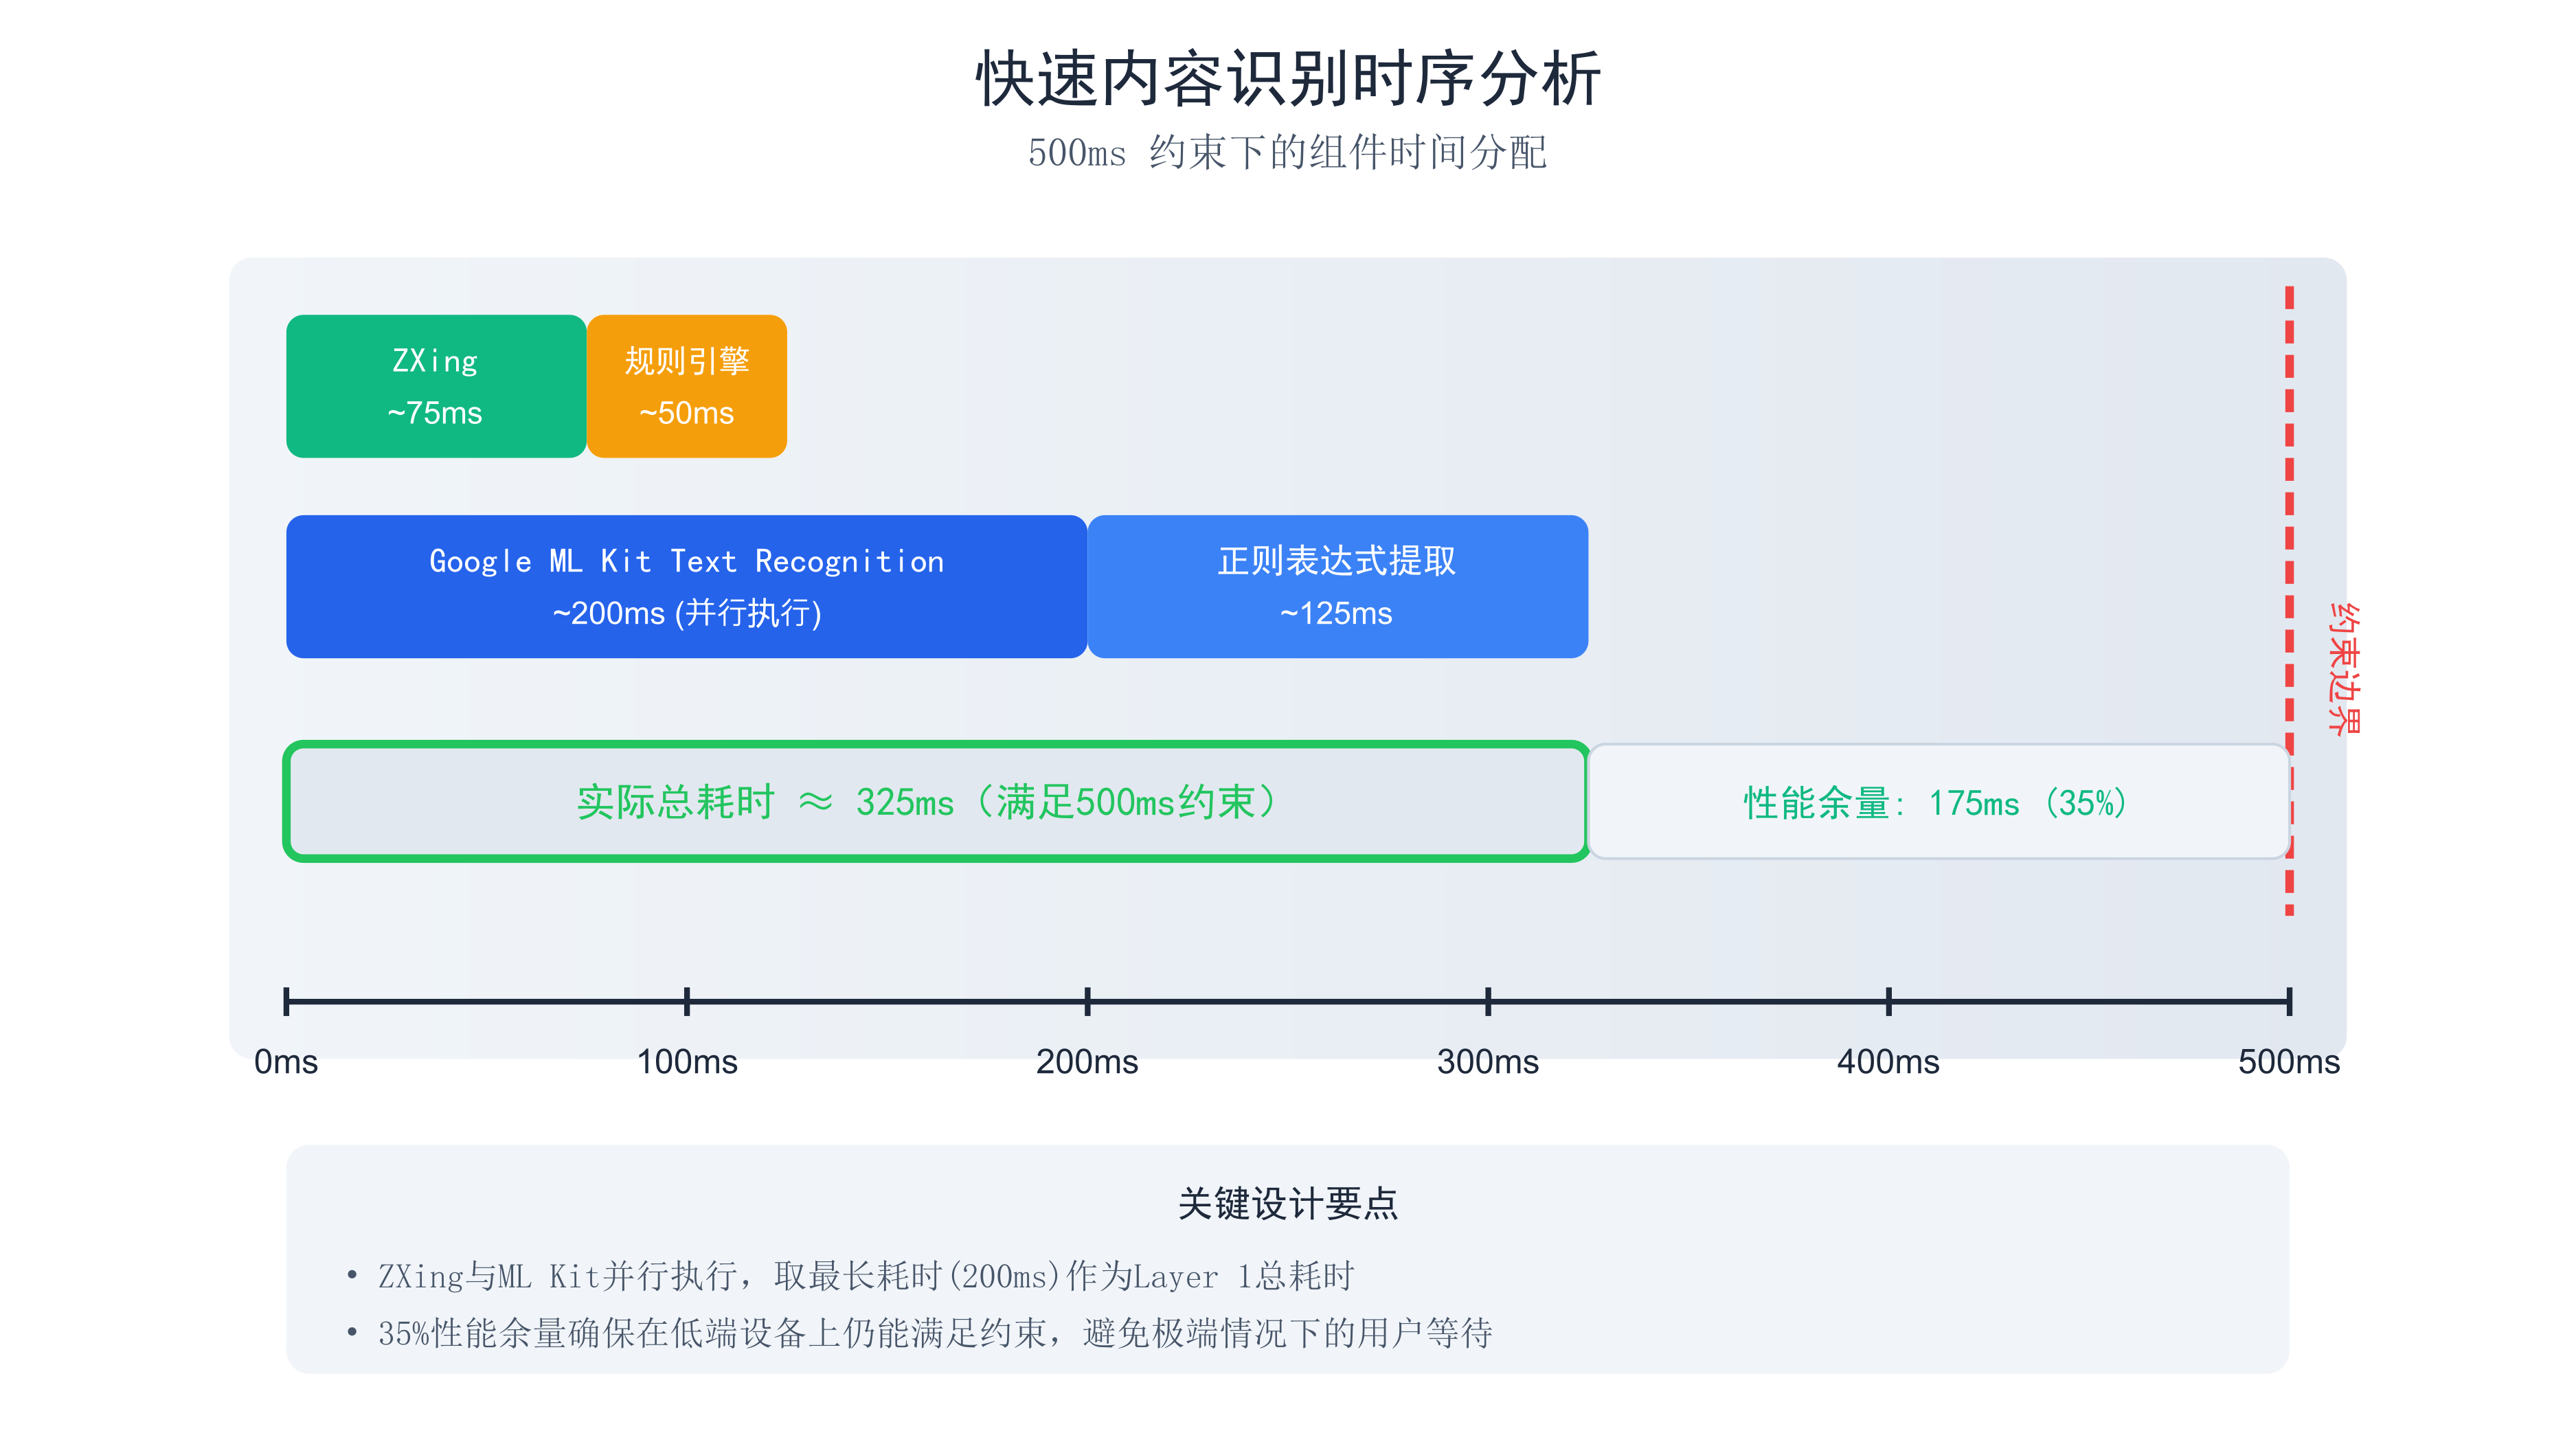 快速内容识别时序分析
500ms 约束下的组件时间分配
ZXing
~75ms
规则引擎
~50ms
Google ML Kit Text Recognition
~200ms (并行执行)
正则表达式提取
~125ms
约束边界
实际总耗时 ≈ 325ms（满足500ms约束）
性能余量: 175ms (35%)
0ms
100ms
200ms
300ms
400ms
500ms
关键设计要点
• ZXing与ML Kit并行执行，取最长耗时(200ms)作为Layer 1总耗时
• 35%性能余量确保在低端设备上仍能满足约束，避免极端情况下的用户等待